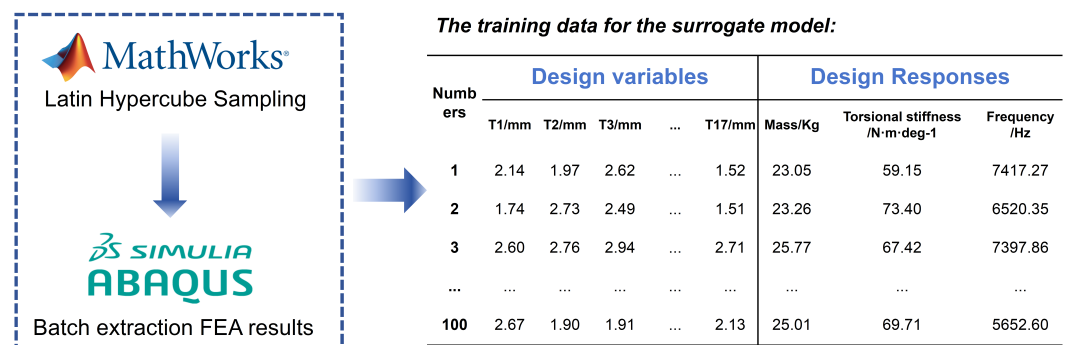 MathWorks®
Latin Hypercube Sampling
3DS SIMULIA
ABAQUS
Batch extraction FEA results
The training data for the surrogate model:
Numb
ers
Design variables
Design Responses
T1/mm T2/mm T3/mm ... T17/mm Mass/Kg Torsional stiffness
/N·m·deg-1 Frequency
/Hz
1 2.14 1.97 2.62 ... 1.52 23.05 59.15 7417.27
2 1.74 2.73 2.49 ... 1.51 23.26 73.40 6520.35
3 2.60 2.76 2.94 ... 2.71 25.77 67.42 7397.86
... ... ... ... ... ... ... ... ...
100 2.67 1.90 1.91 ... 2.13 25.01 69.71 5652.60